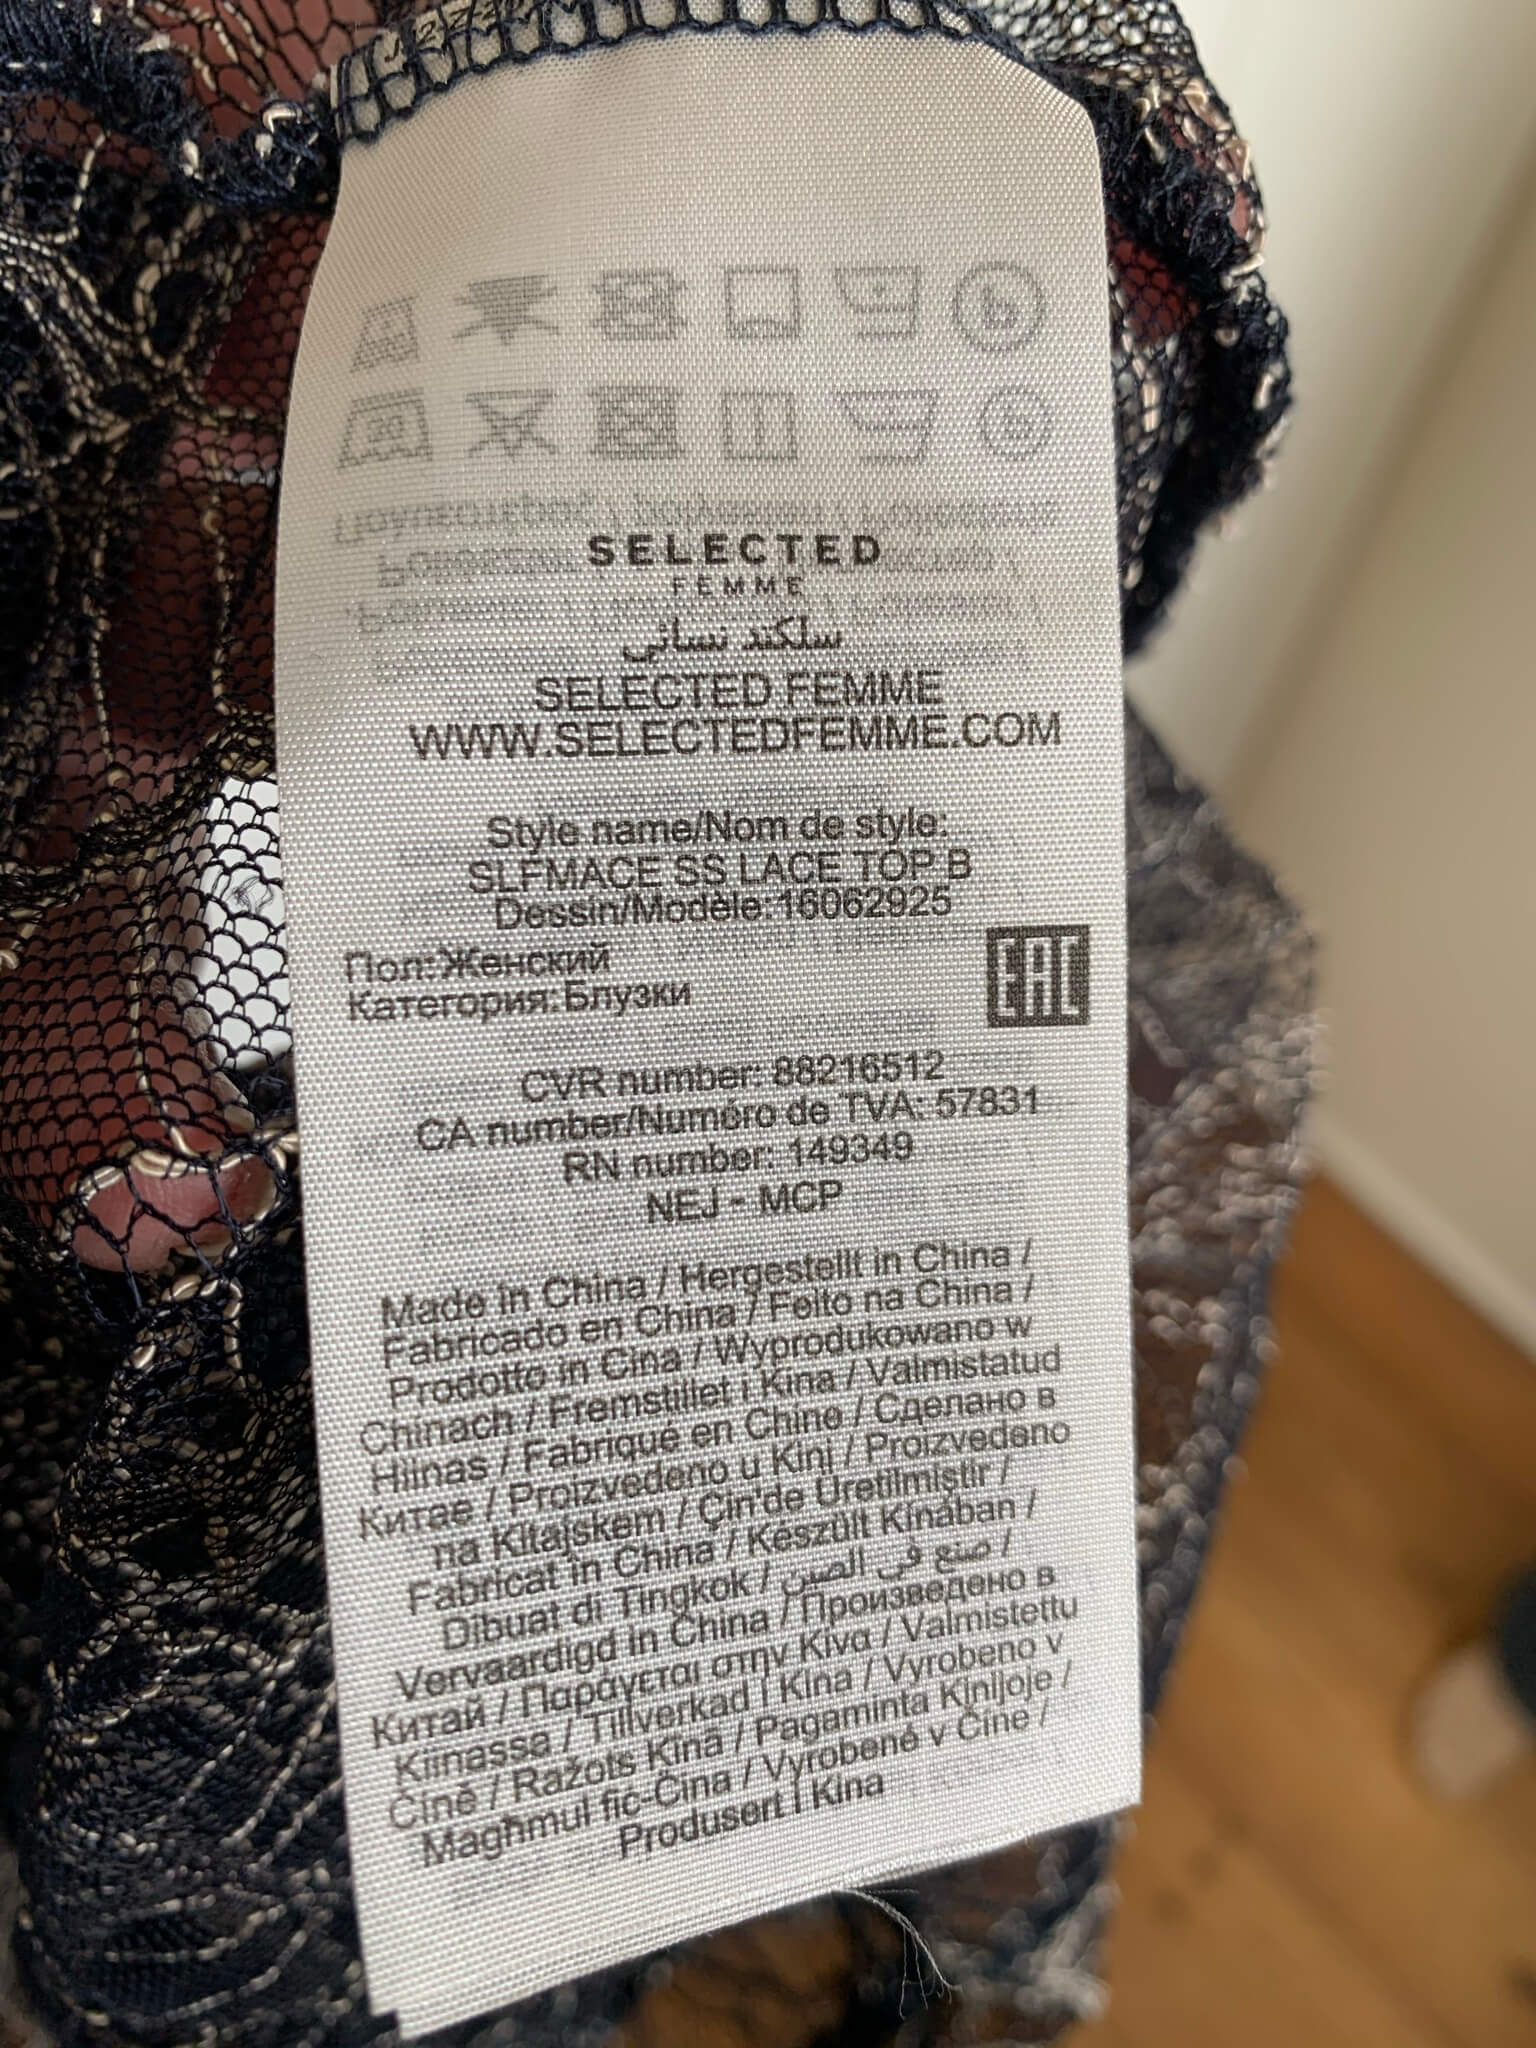 SELECTED
FEMME
سلكتد نسائي
SELECTED FEMME
WWW.SELECTEDFEMME.COM
Style name/Nom de style:
SLFMACE SS LACE TOP B
Dessin/Modèle: 16062925
Пол:Женский
Категория:Блузки
EAC
CVR number: 88216512
CA number/Numéro de TVA: 57831
RN number: 149349
NEJ - MCP
Made in China / Hergestellt in China /
Fabricado en China / Feito na China /
Prodotto in Cina / Wyprodukowano w
Chinach / Fremstillet i Kina / Valmistatud
Hiinas / Fabriqué en Chine / Сделано в
Китае / Proizvedeno u Kini / Proizvedeno
na Kitajskem / Çin'de Üretilmiştir /
Fabricat în China / Készült Kínában /
Dibuat di Tingkok / صنع في الصين /
Vervaardigd in China / Произведено в
Китай / Παράγεται στην Κίνα / Valmistettu
Kiinassa / Tillverkad i Kina / Vyrobeno v
Číně / Ražots Ķīnā / Pagaminta Kinijoje /
Magħmul fiċ-Ċina / Vyrobené v Číne /
Produsert i Kina